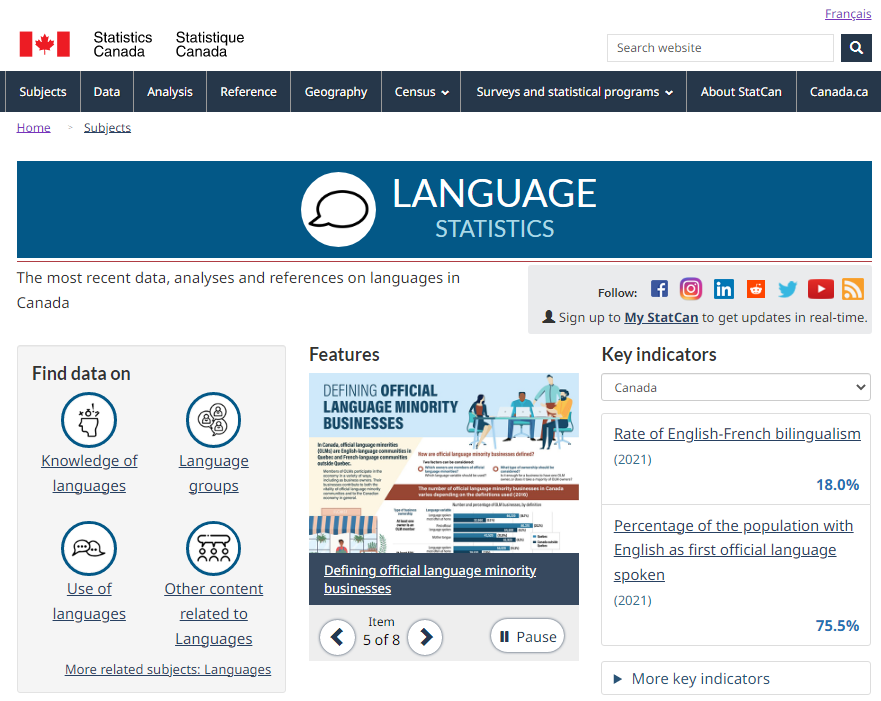 Français
Statistics Canada
Statistique Canada
Search website
Subjects
Data
Analysis
Reference
Geography
Census
Surveys and statistical programs
About StatCan
Canada.ca
Home > Subjects
LANGUAGE
STATISTICS
The most recent data, analyses and references on languages in
Canada
Follow:
Sign up to My StatCan to get updates in real-time.
Find data on
Knowledge of
languages
Language
groups
Use of
languages
Other content
related to
Languages
More related subjects: Languages
Features
DEFINING OFFICIAL
LANGUAGE MINORITY
BUSINESSES
In Canada, official language minorities
(OLMs) are English-language communities in
Quebec and French-language communities
outside Quebec.
How are official language minority businesses defined?
Two factors can be considered:
The number of official language minority businesses in Canada
varies depending on the definitions used (2016)
Defining official language minority
businesses
Item
5 of 8
Pause
Key indicators
Canada
Rate of English-French bilingualism
(2021)
18.0%
Percentage of the population with
English as first official language
spoken
(2021)
75.5%
More key indicators